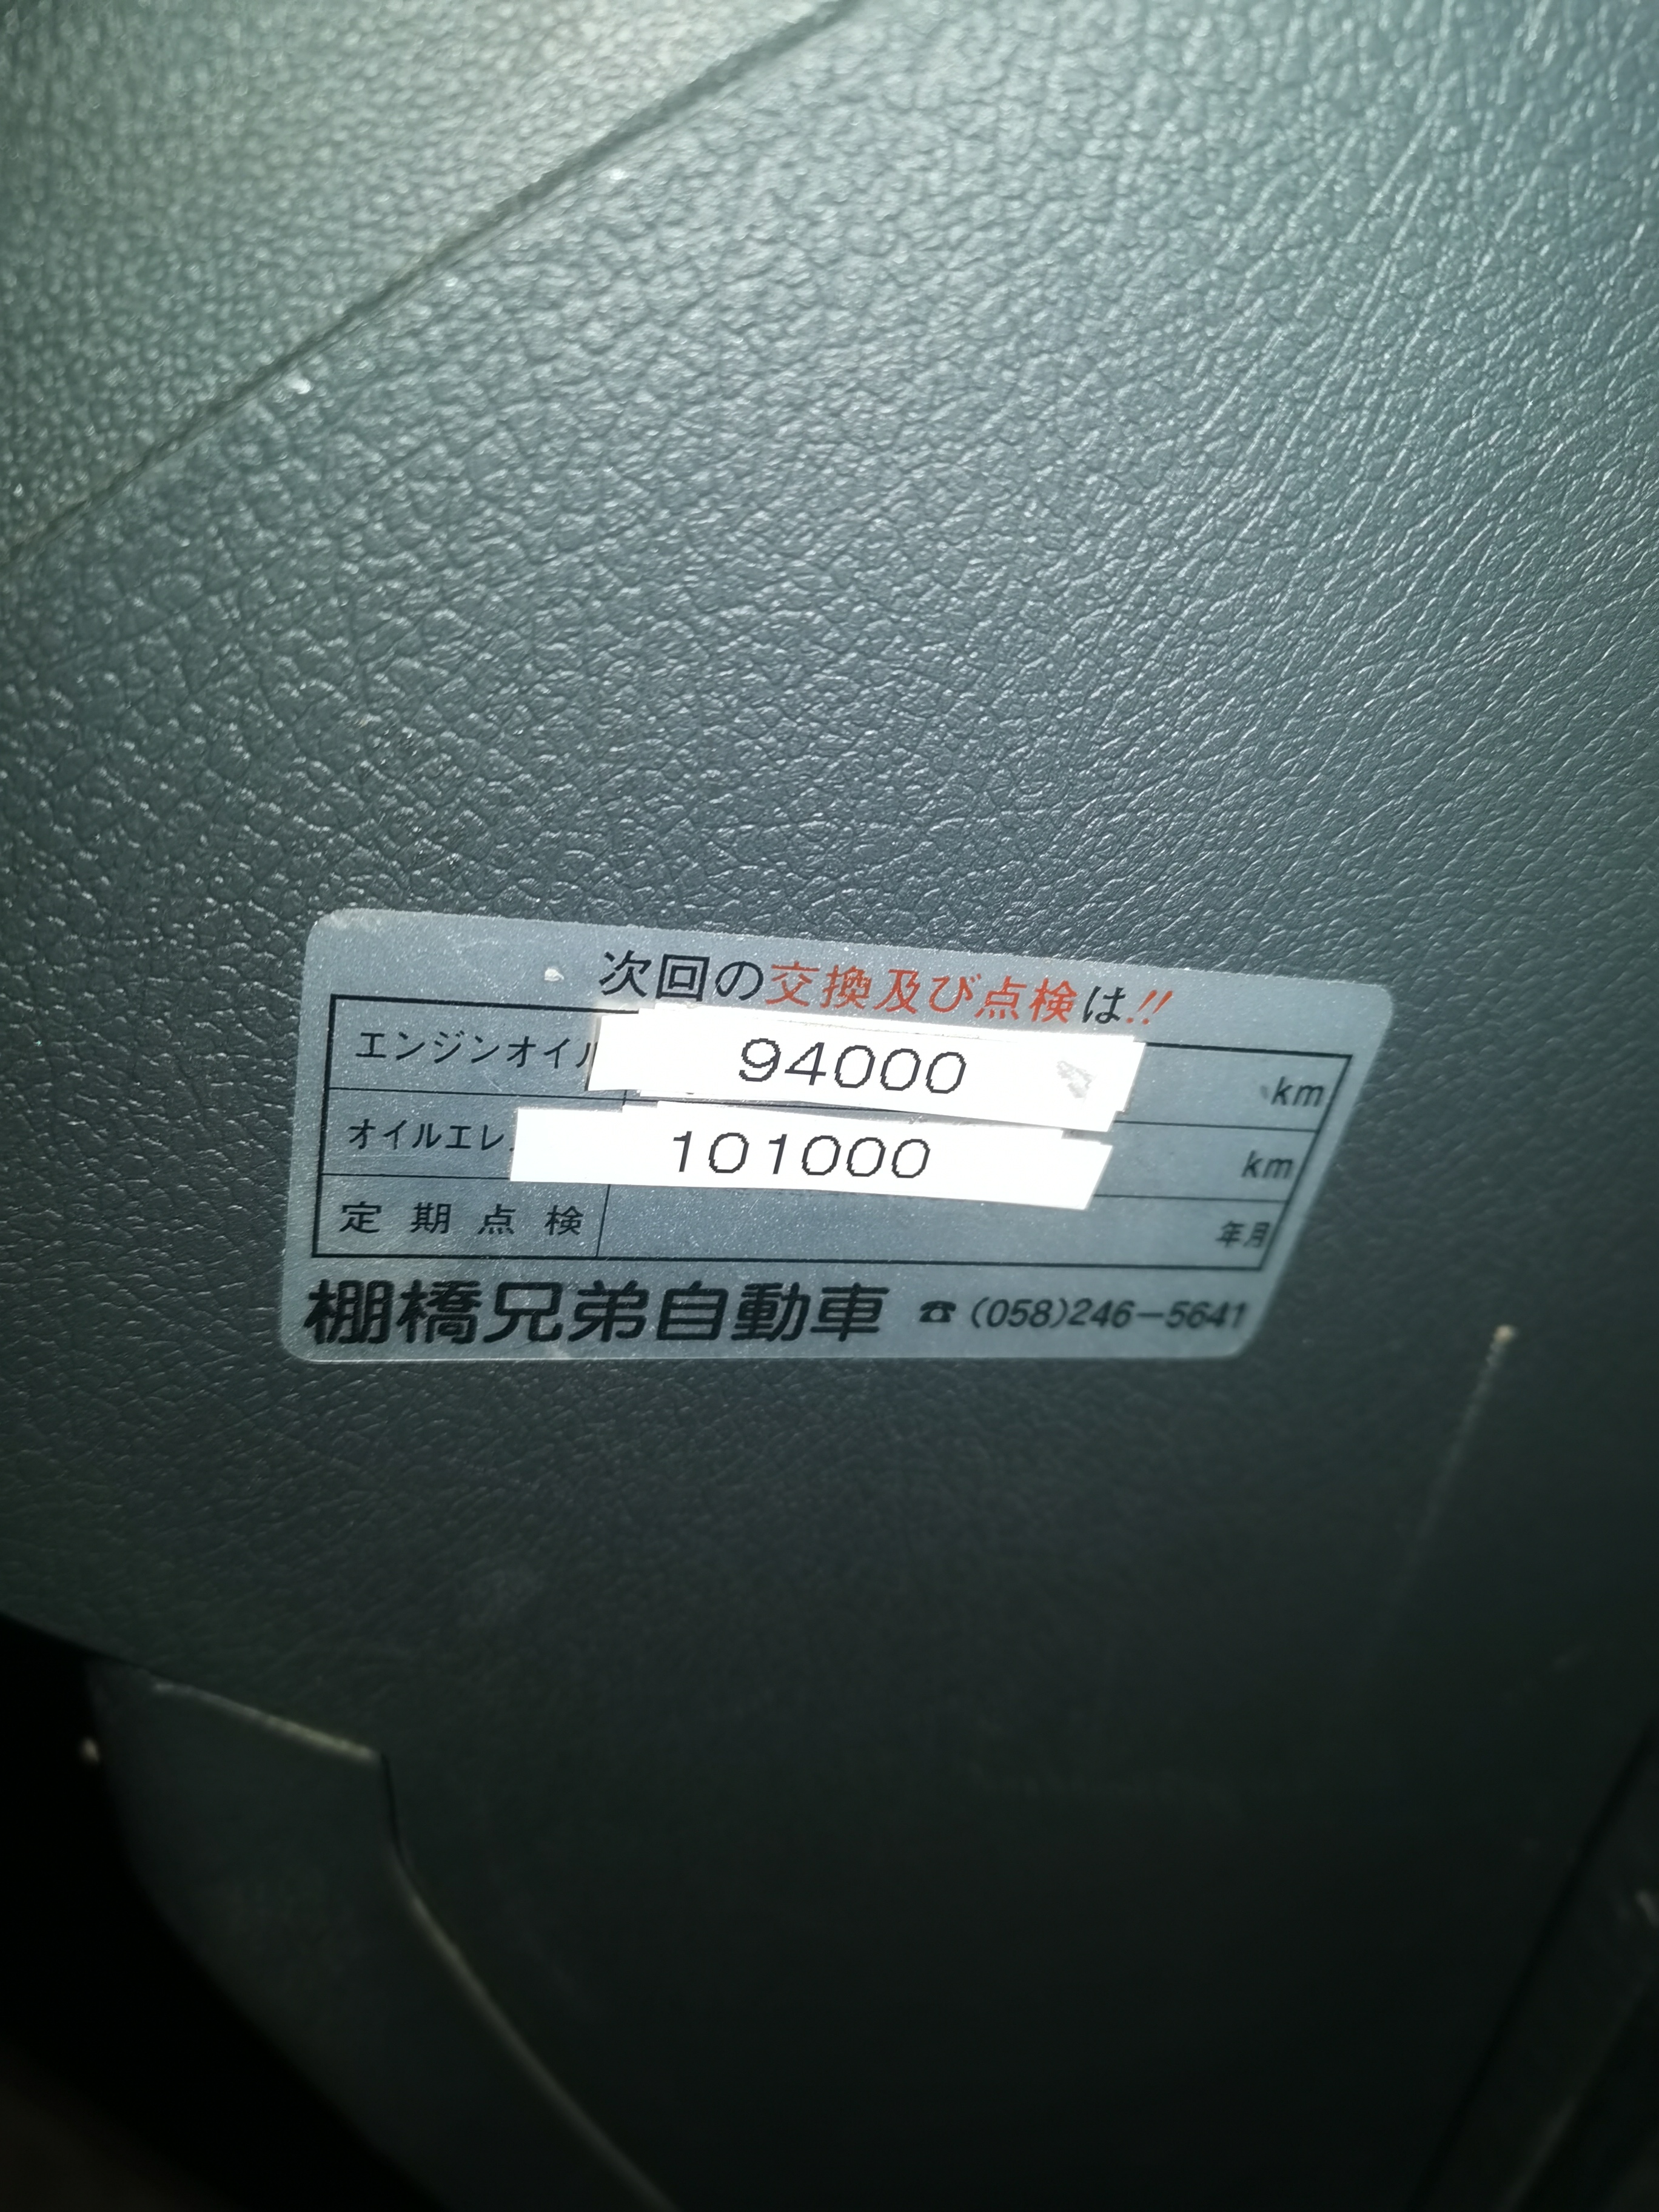 次回の交換及び点検は!!
エンジンオイル 94000 km
オイルエレ 101000 km
定期点検 年月
棚橋兄弟自動車 ☎(058)246-5641